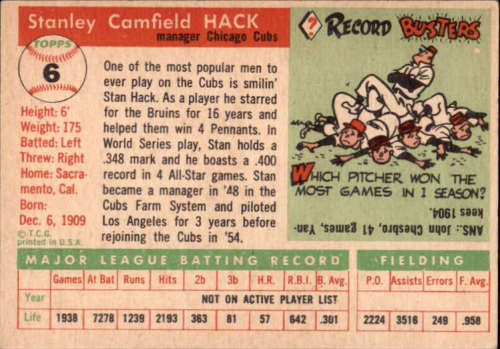 Stanley Camfield HACK
manager Chicago Cubs
TOPPS
6
Height: 6'
Weight: 175
Batted: Left
Threw: Right
Home: Sacra-
mento, Cal.
Born:
Dec. 6, 1909
© T.C.G.
printed in U.S.A.
One of the most popular men to
ever play on the Cubs is smilin'
Stan Hack. As a player he starred
for the Bruins for 16 years and
helped them win 4 Pennants. In
World Series play, Stan holds a
.348 mark and he boasts a .400
record in 4 All-Star games. Stan
became a manager in '48 in the
Cubs Farm System and piloted
Los Angeles for 3 years before
rejoining the Cubs in '54.
? RECORD BUSTERS
WHICH PITCHER WON THE
MOST GAMES IN 1 SEASON?
ANS.: John Chesbro. 41 games, Yan-
kees 1904.
MAJOR LEAGUE BATTING RECORD
Games At Bat Runs Hits 2b 3b H.R. R.B.I. B. Avg.
Year NOT ON ACTIVE PLAYER LIST
Life 1938 7278 1239 2193 363 81 57 642 .301
FIELDING
P.O. Assists Errors F. Avg.
2224 3516 249 .958